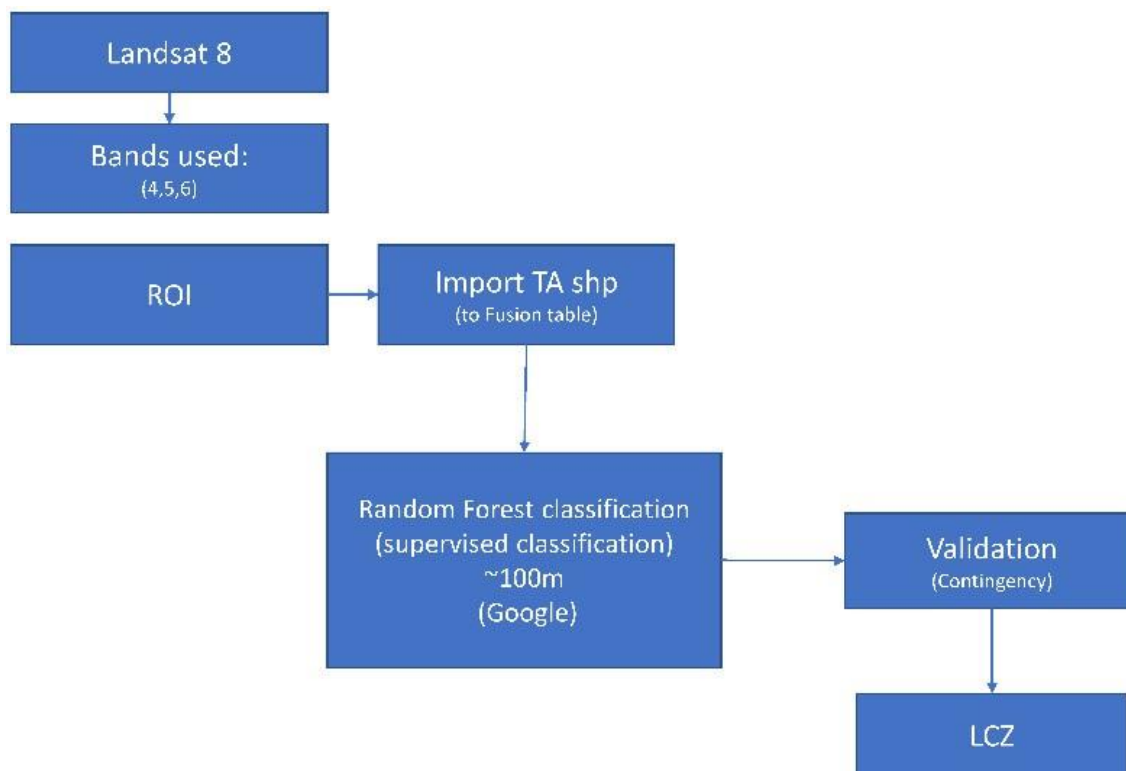 Landsat 8
Bands used:
(4,5,6)
ROI
Import TA shp
(to Fusion table)
Random Forest classification
(supervised classification)
~100m
(Google)
Validation
(Contingency)
LCZ